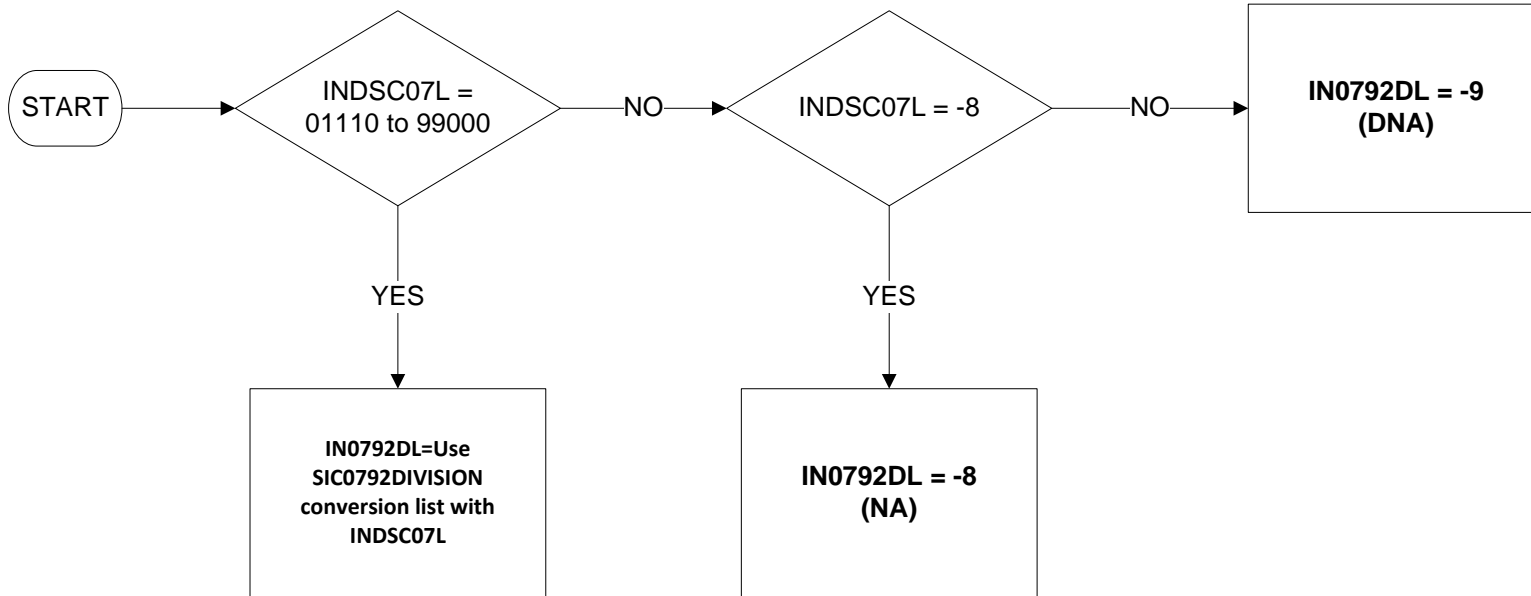 START
INDSC07L =
01110 to 99000
NO
INDSC07L = -8
NO
IN0792DL = -9
(DNA)
YES
YES
IN0792DL=Use
SIC0792DIVISION
conversion list with
INDSC07L
IN0792DL = -8
(NA)